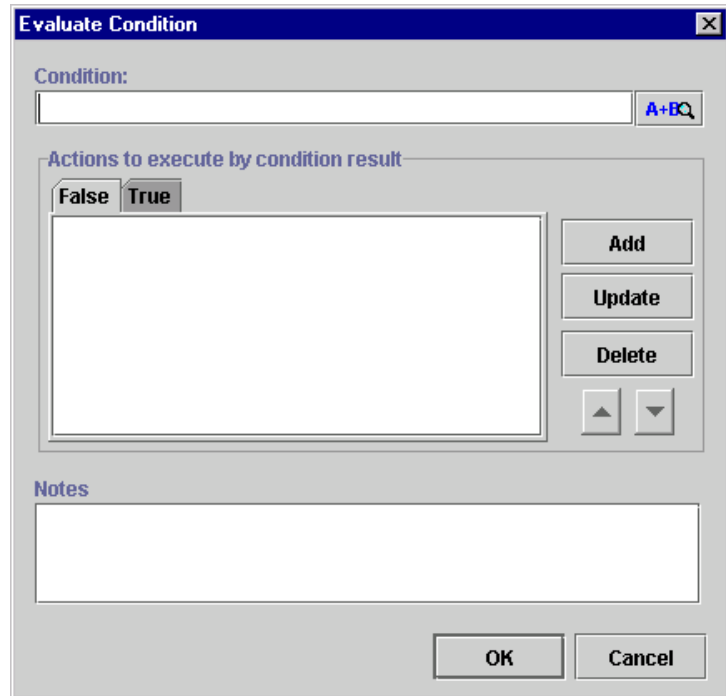 Evaluate Condition
Condition:
A+B
Actions to execute by condition result
False True
Add
Update
Delete
Notes
OK Cancel